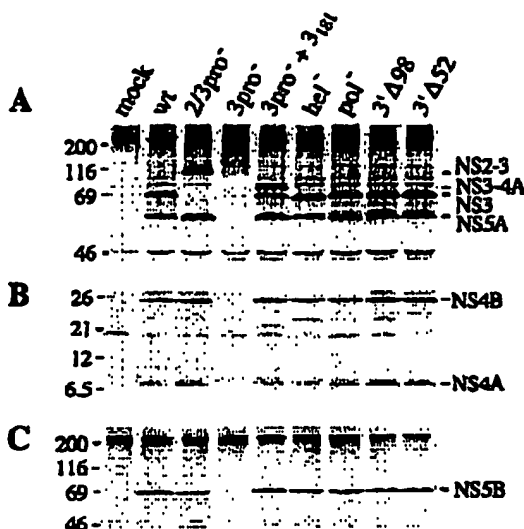 mock wt 2/3pro⁻ 3pro⁻ 3pro⁻ + 3₁₈₁ hel⁻ pol⁻ 3'Δ98 3'Δ52
A
200
116 NS2-3
NS3-4A
69 NS3
NS5A
46
B
26 NS4B
21
12
6.5 NS4A
C
200
116
69 NS5B
46